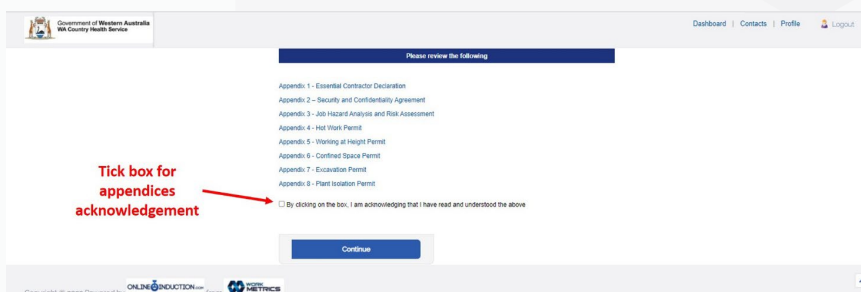 Government of Western Australia
WA Country Health Service
Dashboard | Contacts | Profile Logout
Please review the following
Appendix 1 - Essential Contractor Declaration
Appendix 2 – Security and Confidentiality Agreement
Appendix 3 - Job Hazard Analysis and Risk Assessment
Appendix 4 - Hot Work Permit
Appendix 5 - Working at Height Permit
Appendix 6 - Confined Space Permit
Appendix 7 - Excavation Permit
Appendix 8 - Plant Isolation Permit
Tick box for
appendices
acknowledgement
By clicking on the box, I am acknowledging that I have read and understood the above
Continue
ONLINE INDUCTION.com
WORK
METRICS